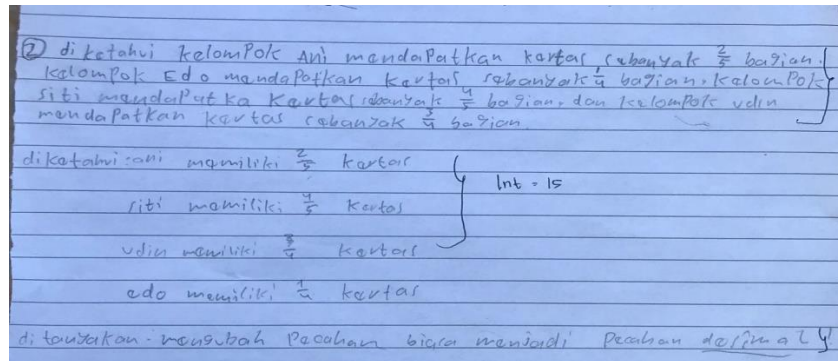 ② diketahui kelompok Ani mendapatkan kertas sebanyak 2/5 bagian.
kelompok Edo mendapatkan kertas sebanyak 1/4 bagian. kelompok
siti mendapat ka kertas sebanyak 4/5 bagian, dan kelompok udin
mendapatkan kertas sebanyak 3/4 bagian
diketahui : ani memiliki 2/5 kertas
siti memiliki 4/5 kertas
Int = 15
udin memiliki 3/4 kertas
edo memiliki 1/4 kertas
ditanyakan - mengubah Pecahan biasa menjadi Pecahan desimal